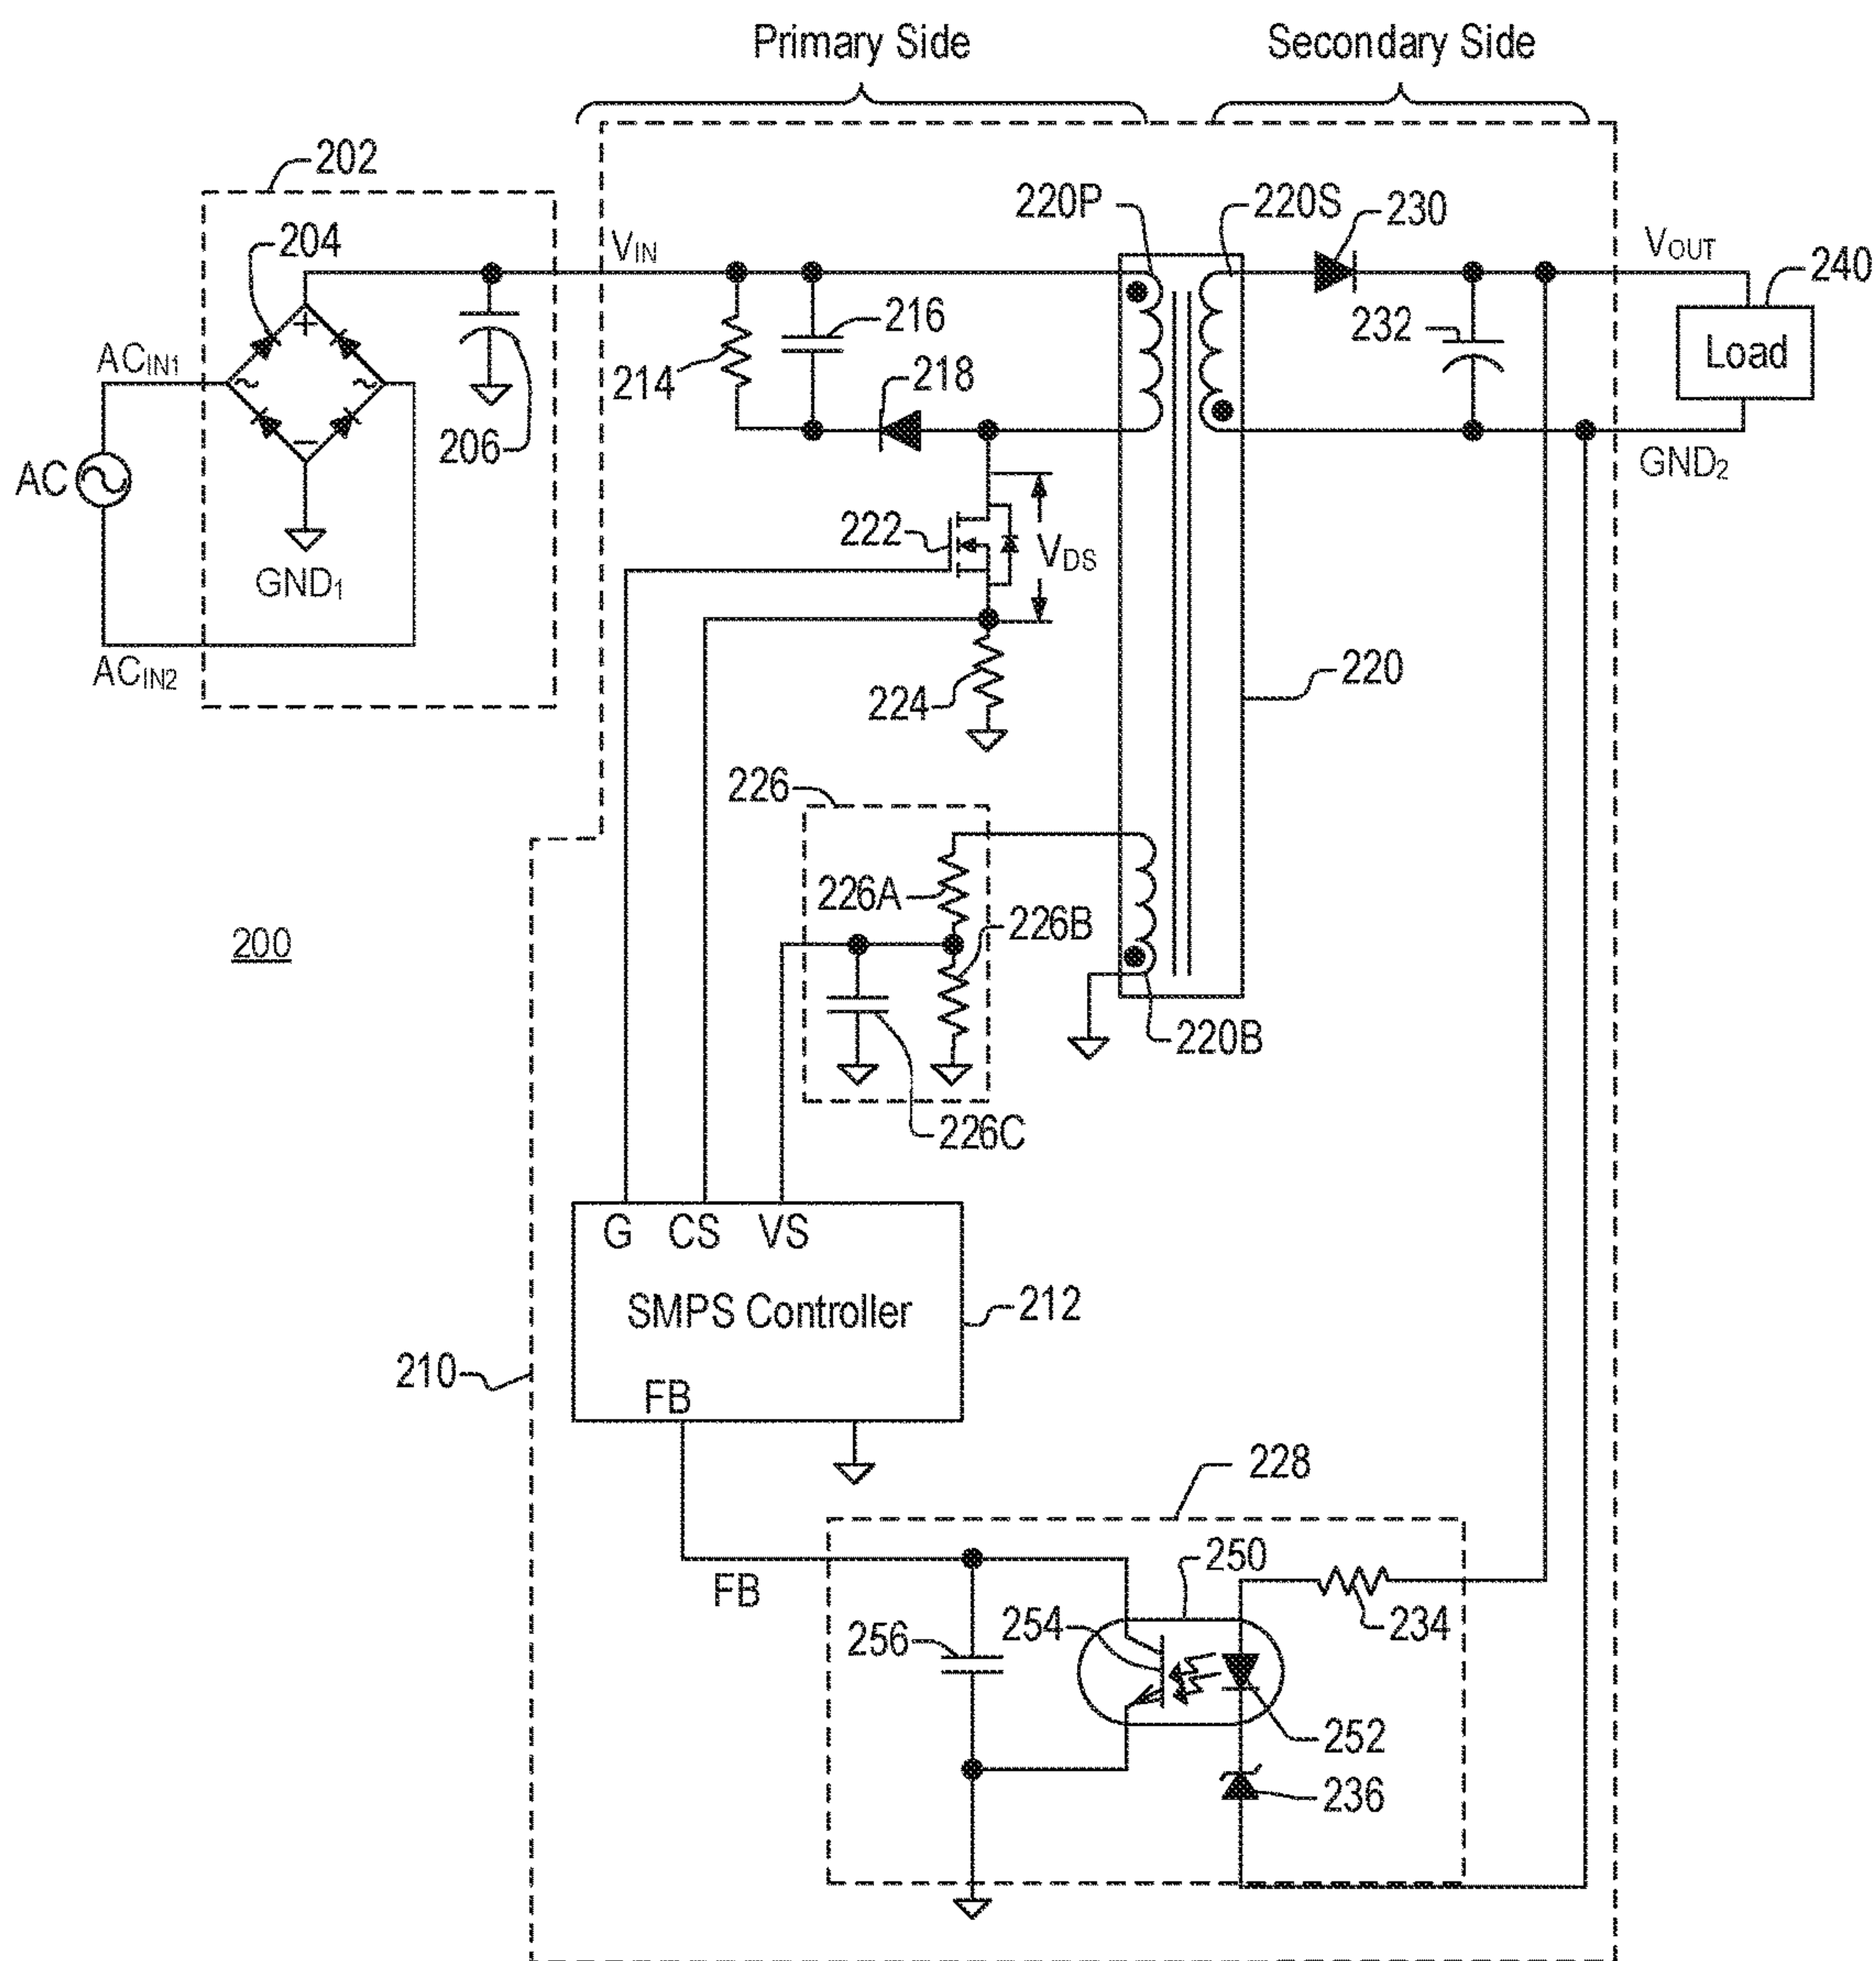 Primary Side
Secondary Side
202
220P
220S
230
204
VIN
VOUT
240
216
232
ACIN1
214
218
Load
206
AC
GND2
222
VDS
GND1
ACIN2
220
224
226
226A
226B
200
220B
226C
G CS VS
SMPS Controller
212
210
FB
228
250
FB
256
254
234
252
236
+
−
~
~